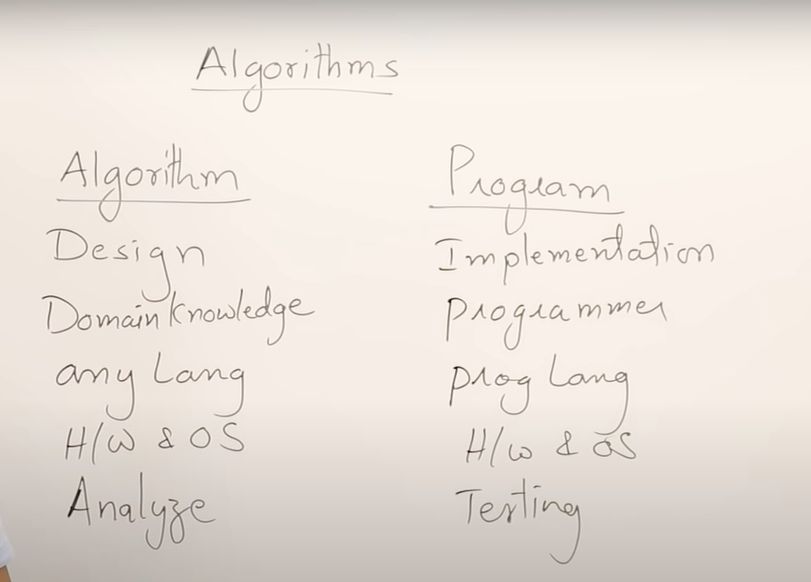 Algorithms
Algorithm Program
Design Implementation
Domain Knowledge programmer
any Lang prog Lang
H/W & OS H/W & OS
Analyze Testing